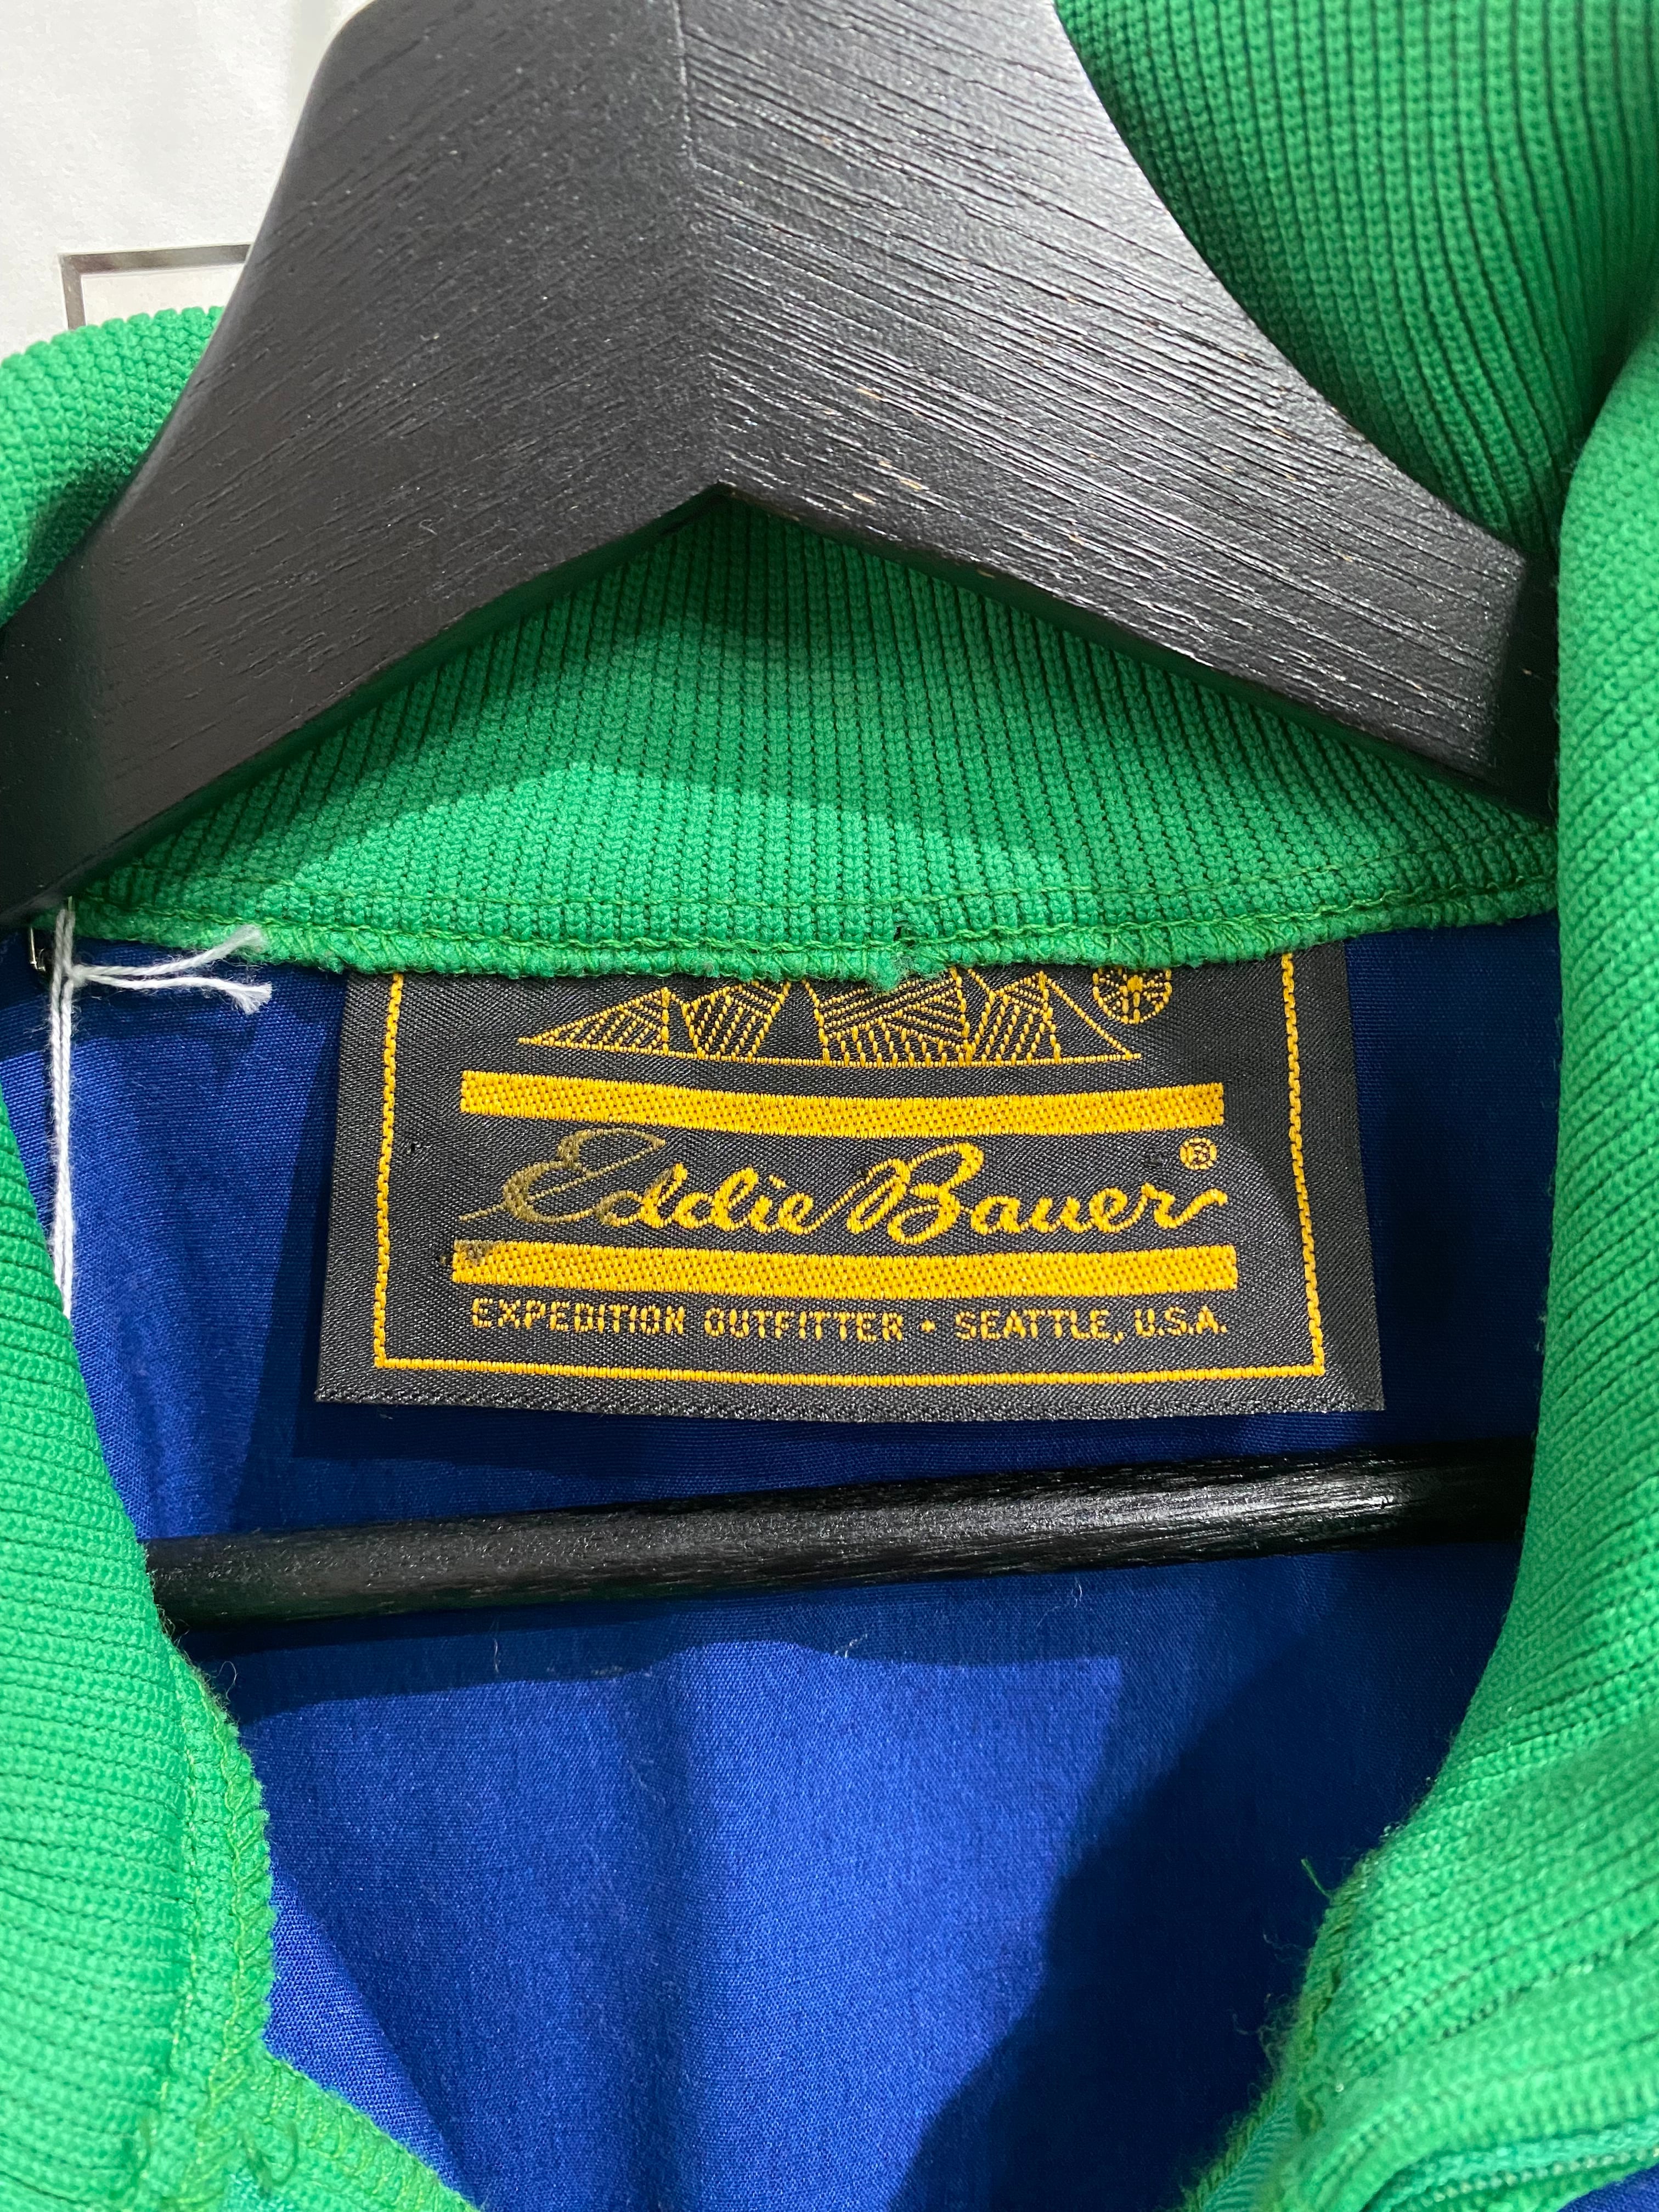 Eddie Bauer®
EXPEDITION OUTFITTER • SEATTLE, U.S.A.